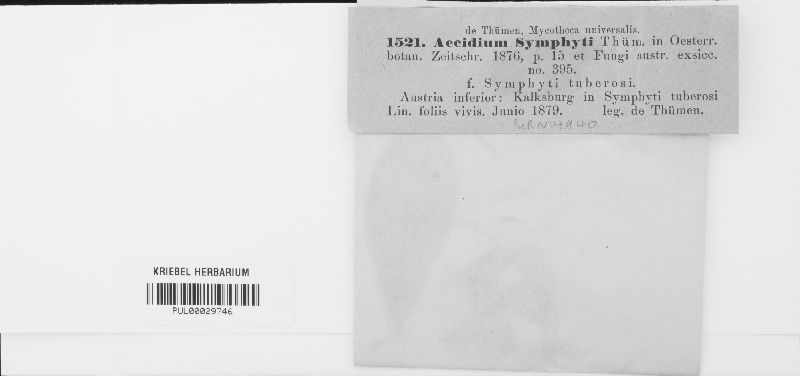 de Thümen, Mycotheca universalis.
1521. Aecidium Symphyti Thüm. in Oesterr.
botan. Zeitschr. 1876, p. 15 et Fungi austr. exsicc.
no. 395.
f. Symphyti tuberosi.
Austria inferior: Kalksburg in Symphyti tuberosi
Lin. foliis vivis. Junio 1879. leg. de Thümen.
PURN4940
KRIEBEL HERBARIUM
PUL00029746